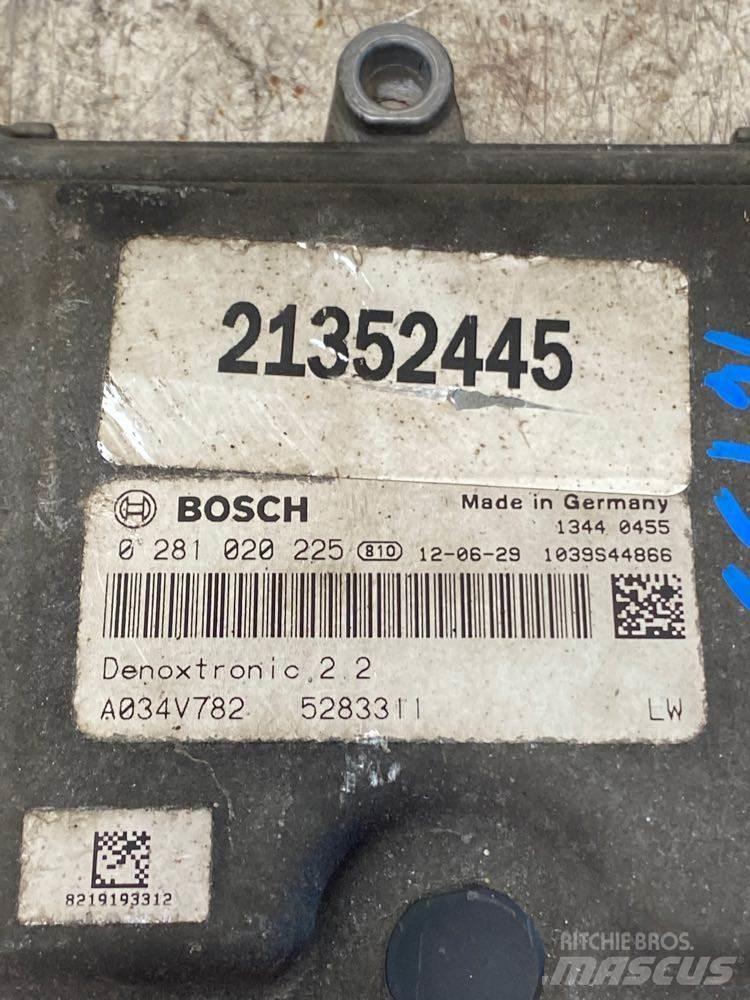 21352445
BOSCH
Made in Germany
1344 0455
0 281 020 225 810 12-06-29 1039S44866
Denoxtronic 2.2
A034V782 5283311 LW
8219193312
RITCHIE BROS.
MASCUS